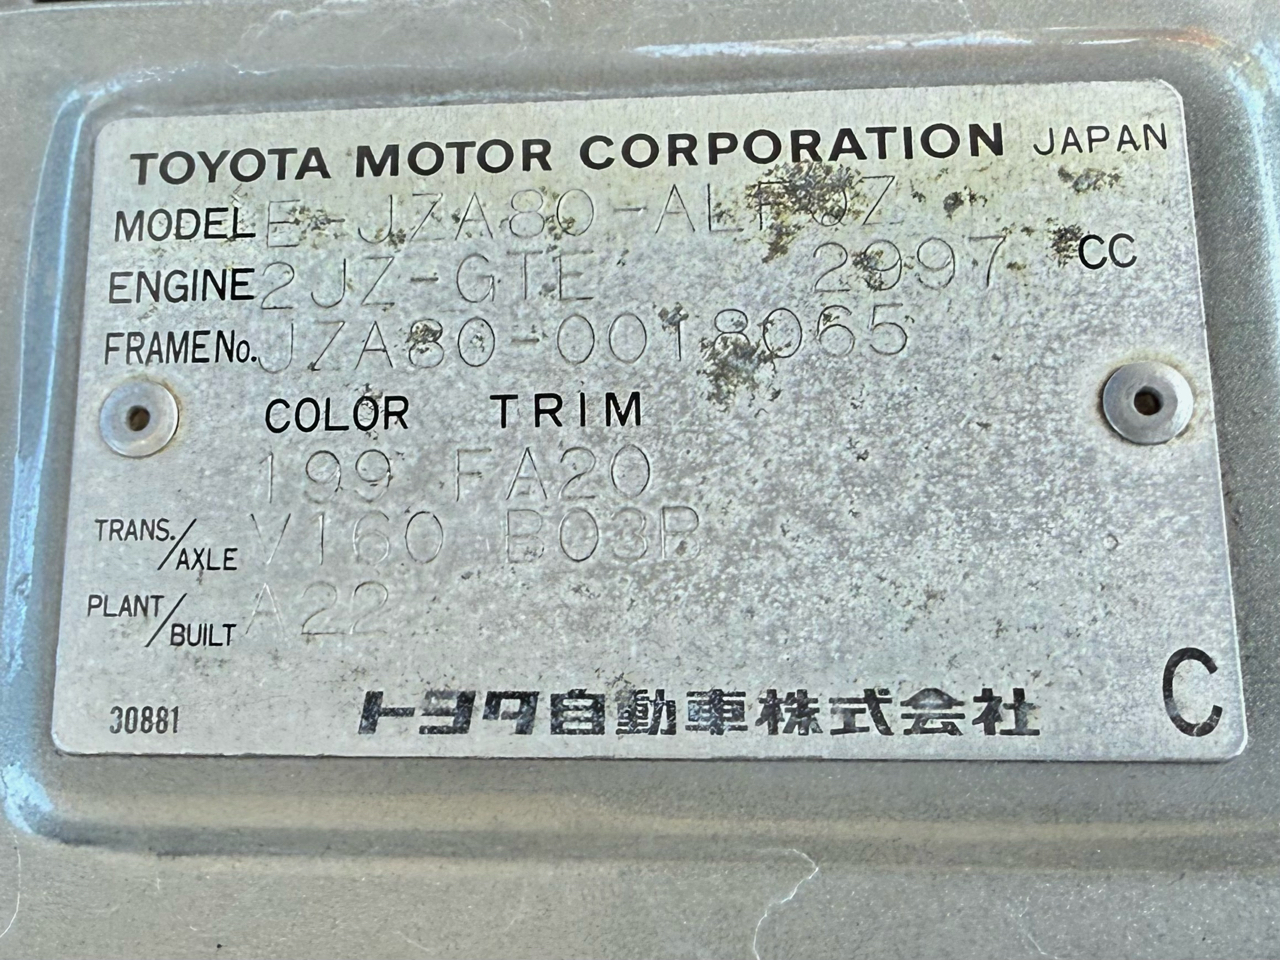 TOYOTA MOTOR CORPORATION JAPAN
MODEL E-JZA80-ALFJZ
ENGINE 2JZ-GTE 2997 CC
FRAME No. JZA80-0018065
COLOR TRIM
199 FA20
TRANS./AXLE V160 B03B
PLANT/BUILT A22
30881 トヨタ自動車株式会社 C